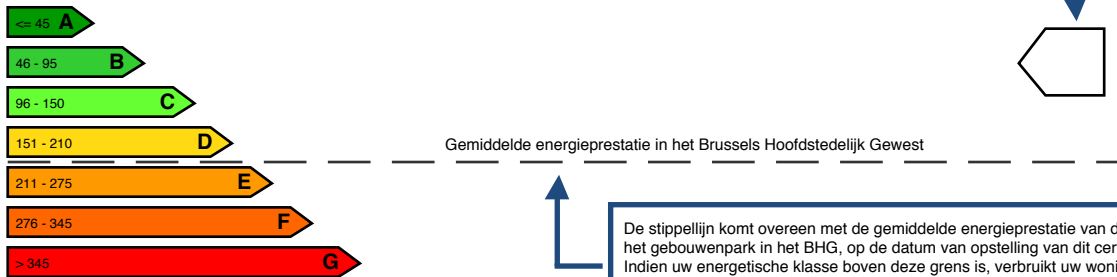 <= 45 A
46 - 95 B
96 - 150 C
151 - 210 D
Gemiddelde energieprestatie in het Brussels Hoofdstedelijk Gewest
211 - 275 E
276 - 345 F
> 345 G
De stippellijn komt overeen met de gemiddelde energieprestatie van
het gebouwenpark in het BHG, op de datum van opstelling van dit
Indien uw energetische klasse boven deze grens is, verbruikt uw